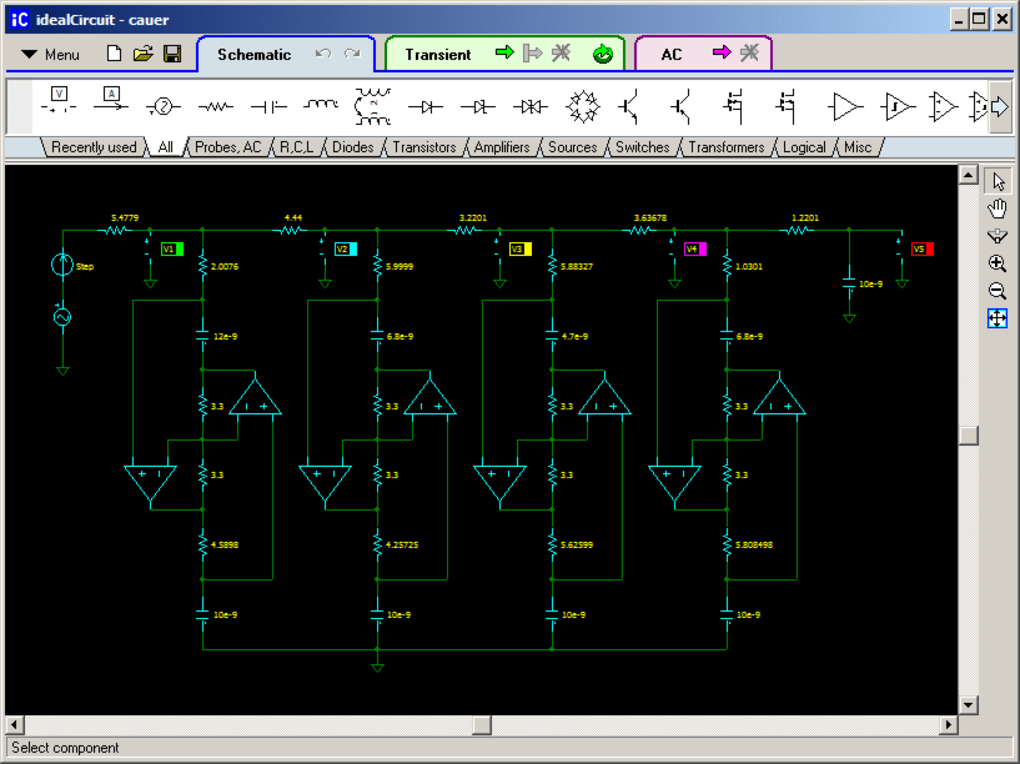 iC idealCircuit - cauer
Menu Schematic Transient AC
V A Z
Recently used All Probes, AC R,C,L Diodes Transistors Amplifiers Sources Switches Transformers Logical Misc
5.4779 4.44 3.2201 3.63678 1.2201
V1 V2 V3 V4 V5
Step 2.0076 5.9999 5.88327 1.0301
10e-9
12e-9 6.8e-9 4.7e-9 6.8e-9
3.3 3.3 3.3 3.3
3.3 3.3 3.3 3.3
4.5898 4.25725 5.62599 5.808498
10e-9 10e-9 10e-9 10e-9
Select component